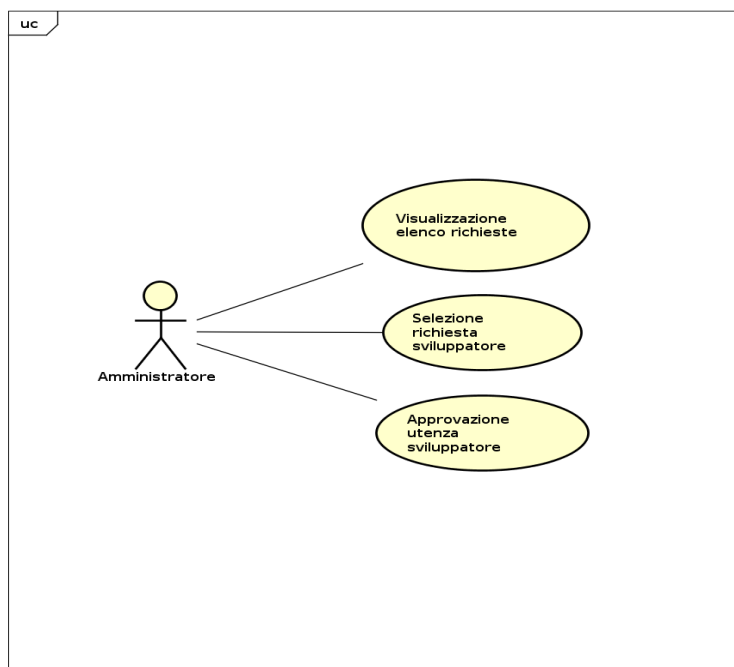 uc
Visualizzazione
elenco richieste
Selezione
richiesta
sviluppatore
Amministratore
Approvazione
utenza
sviluppatore